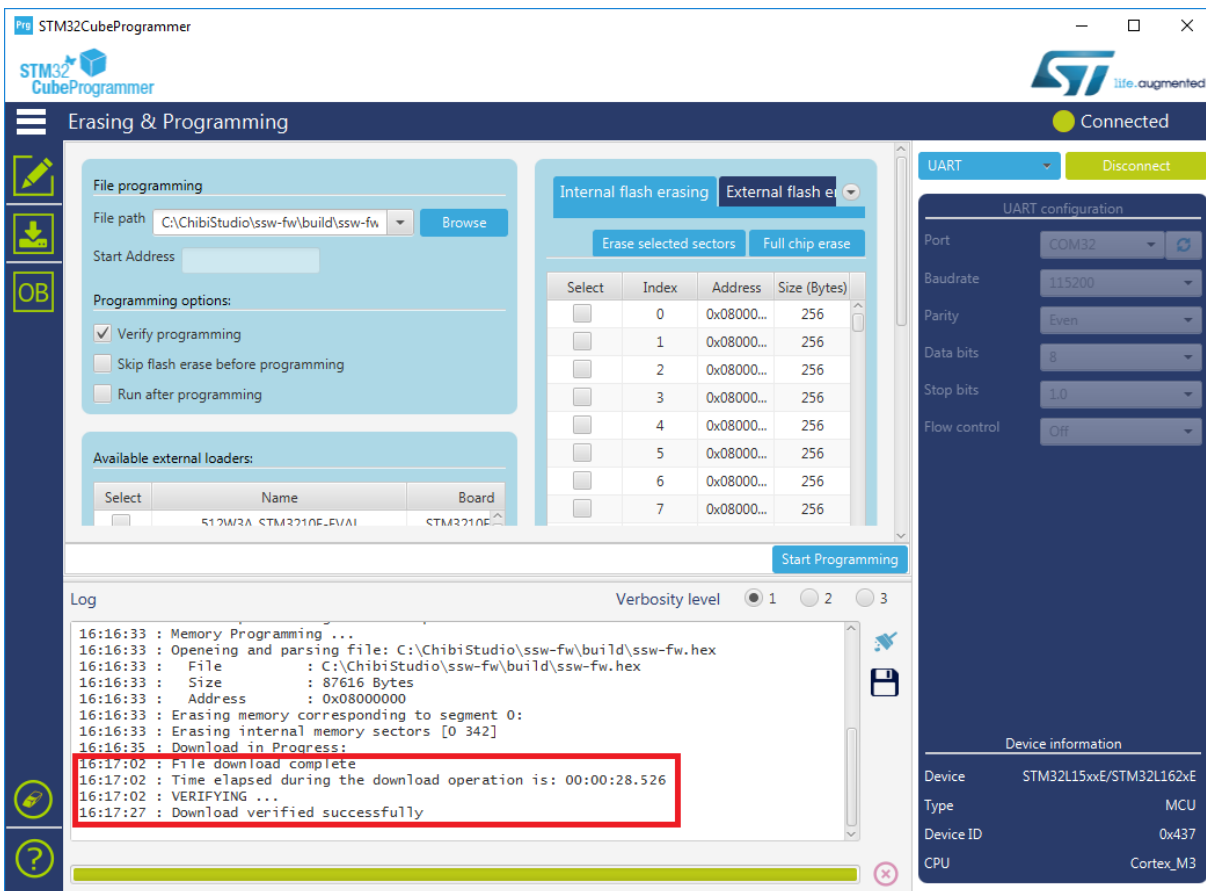 Prg STM32CubeProgrammer
STM32
CubeProgrammer
ST life.augmented
Erasing & Programming
Connected
OB
File programming
File path C:\ChibiStudio\ssw-fw\build\ssw-fw Browse
Start Address
Programming options:
Verify programming
Skip flash erase before programming
Run after programming
Available external loaders:
Select Name Board
512W3A_STM3210E-EVAL STM3210E
Internal flash erasing External flash er
Erase selected sectors Full chip erase
Select Index Address Size (Bytes)
0 0x08000... 256
1 0x08000... 256
2 0x08000... 256
3 0x08000... 256
4 0x08000... 256
5 0x08000... 256
6 0x08000... 256
7 0x08000... 256
Start Programming
Log Verbosity level 1 2 3
16:16:33 : Memory Programming ...
16:16:33 : Openeing and parsing file: C:\ChibiStudio\ssw-fw\build\ssw-fw.hex
16:16:33 : File : C:\ChibiStudio\ssw-fw\build\ssw-fw.hex
16:16:33 : Size : 87616 Bytes
16:16:33 : Address : 0x08000000
16:16:33 : Erasing memory corresponding to segment 0:
16:16:33 : Erasing internal memory sectors [0 342]
16:16:35 : Download in Progress:
16:17:02 : File download complete
16:17:02 : Time elapsed during the download operation is: 00:00:28.526
16:17:02 : VERIFYING ...
16:17:27 : Download verified successfully
UART Disconnect
UART configuration
Port COM32
Baudrate 115200
Parity Even
Data bits 8
Stop bits 1.0
Flow control Off
Device information
Device STM32L15xxE/STM32L162xE
Type MCU
Device ID 0x437
CPU Cortex_M3